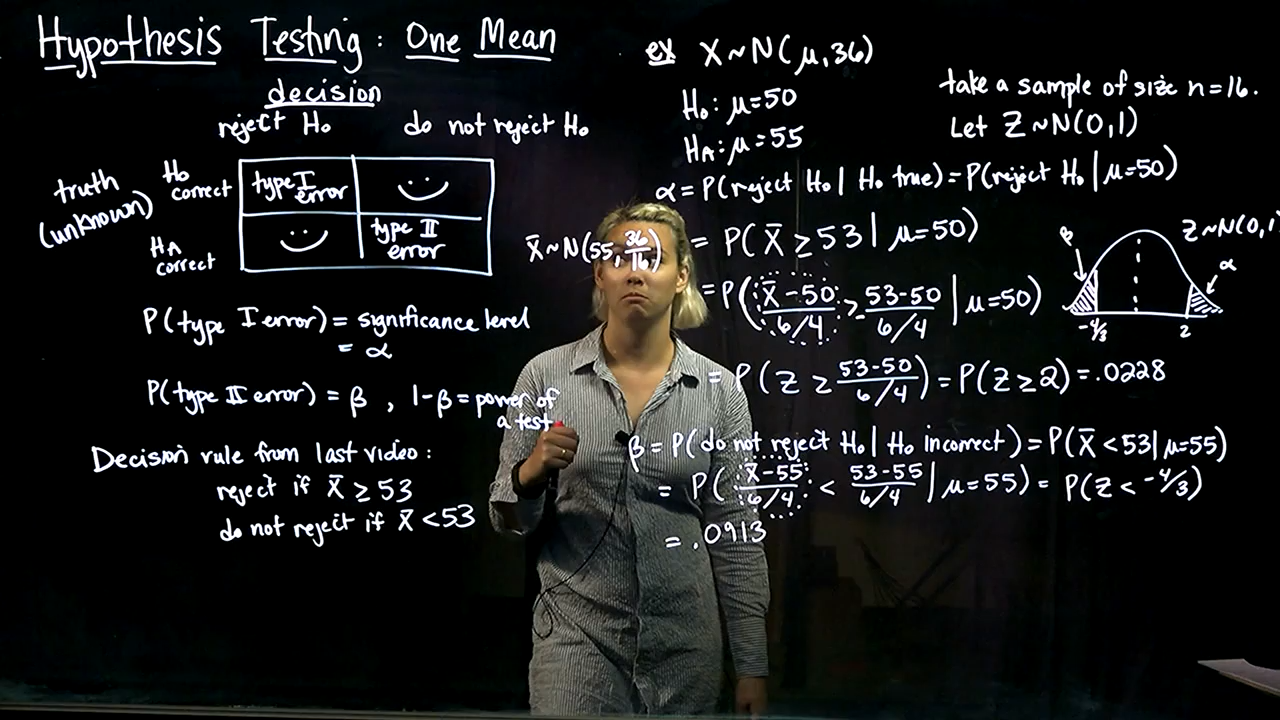 Hypothesis Testing: One Mean
decision
reject H₀ do not reject H₀
truth
(unknown)
H₀
correct
type I
error
H_A
correct
type II
error
P(type I error) = significance level
= α
P(type II error) = β , 1-β = power of
a test
Decision rule from last video:
reject if X̄ ≥ 53
do not reject if X̄ < 53
ex X ~ N(μ, 36)
H₀: μ=50
H_A: μ=55
take a sample of size n=16.
Let Z ~ N(0,1)
α = P(reject H₀ | H₀ true) = P(reject H₀ | μ=50)
X̄ ~ N(55, 36/16)
= P(X̄ ≥ 53 | μ=50)
= P((X̄-50)/(6/4) ≥ (53-50)/(6/4) | μ=50)
= P(Z ≥ (53-50)/(6/4)) = P(Z ≥ 2) = .0228
β Z~N(0,1
α
-4/3 2
β = P(do not reject H₀ | H₀ incorrect) = P(X̄ < 53 | μ=55)
= P((X̄-55)/(6/4) < (53-55)/(6/4) | μ=55) = P(Z < -4/3)
= .0913